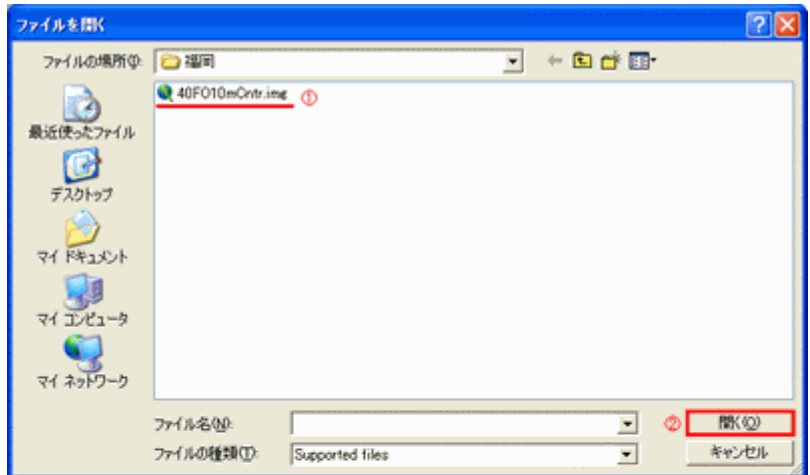 ファイルを開く
ファイルの場所(I):
福岡
最近使ったファイル
デスクトップ
マイ ドキュメント
マイ コンピュータ
マイ ネットワーク
40FO10mCntr.img ①
ファイル名(N):
② 開く(O)
ファイルの種類(T):
Supported files
キャンセル